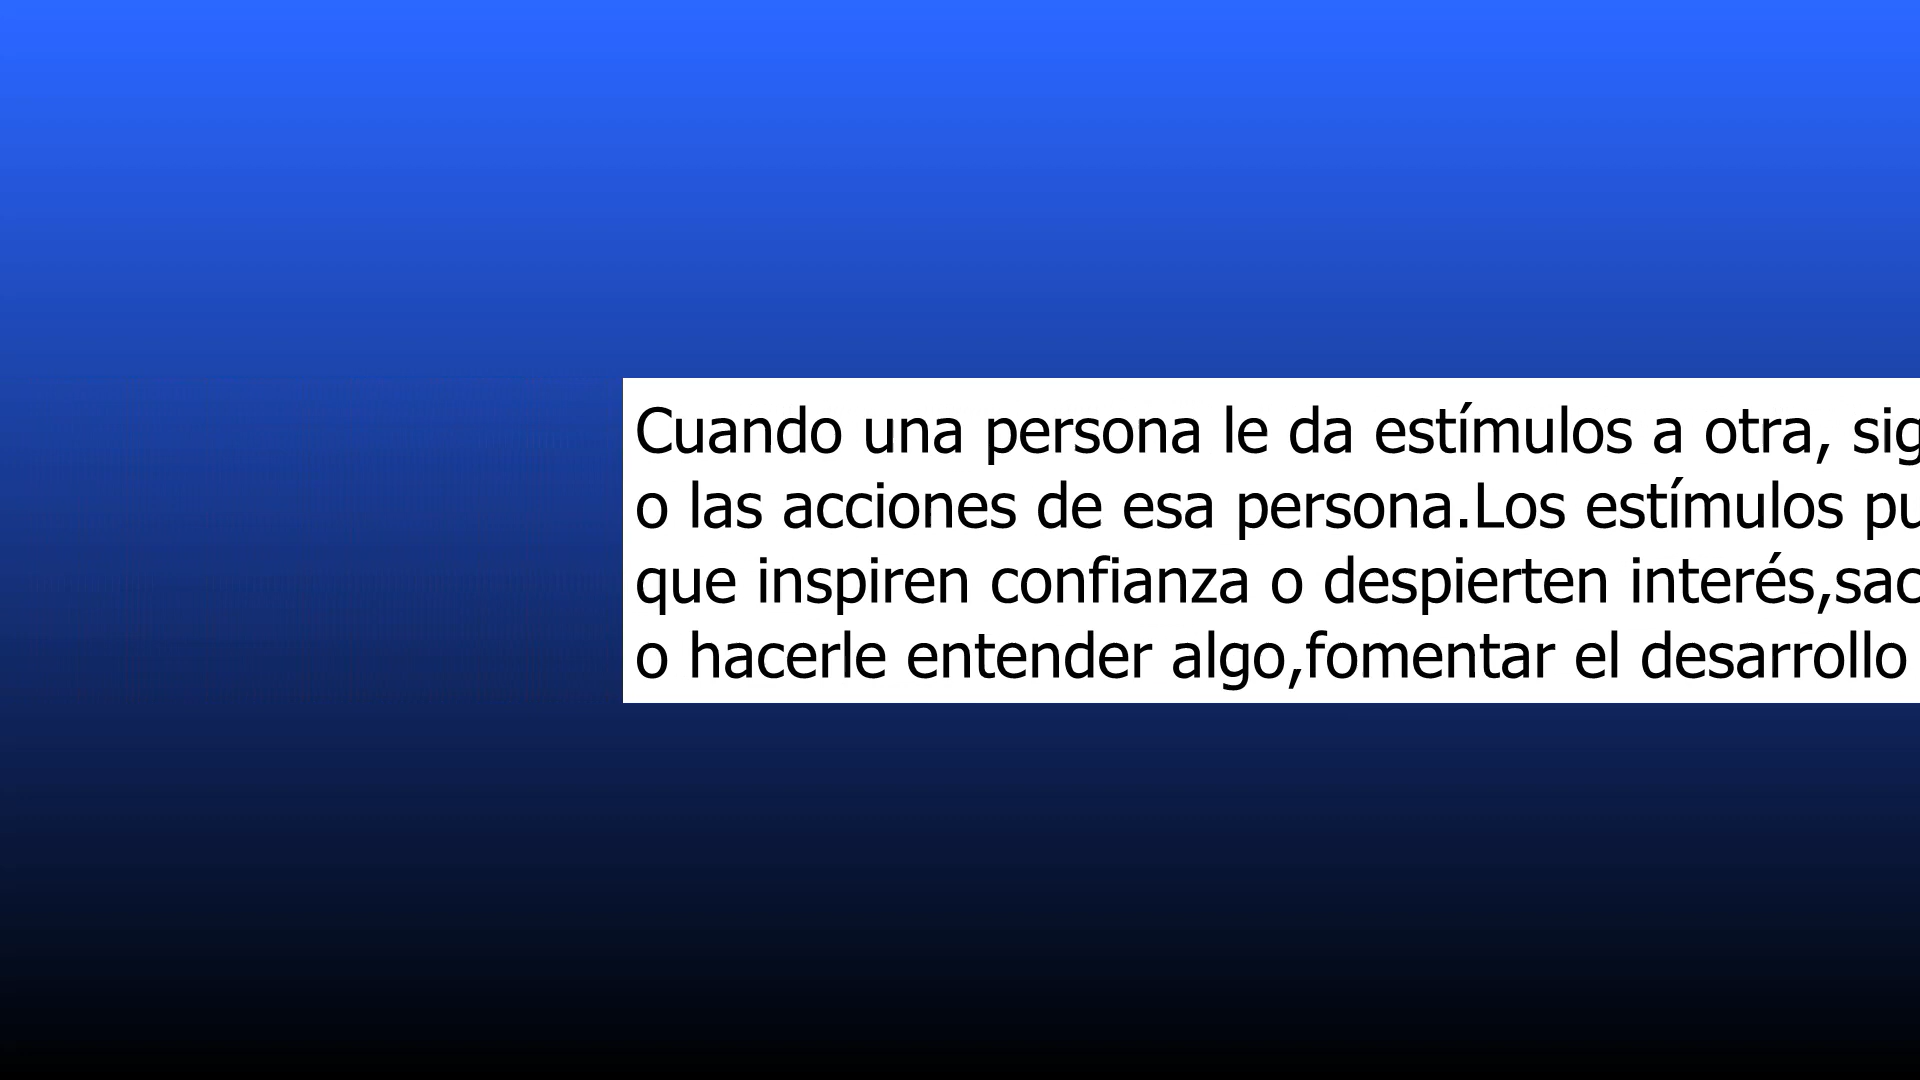 Cuando una persona le da estímulos a otra, sig
o las acciones de esa persona.Los estímulos pu
que inspiren confianza o despierten interés,sac
o hacerle entender algo,fomentar el desarrollo